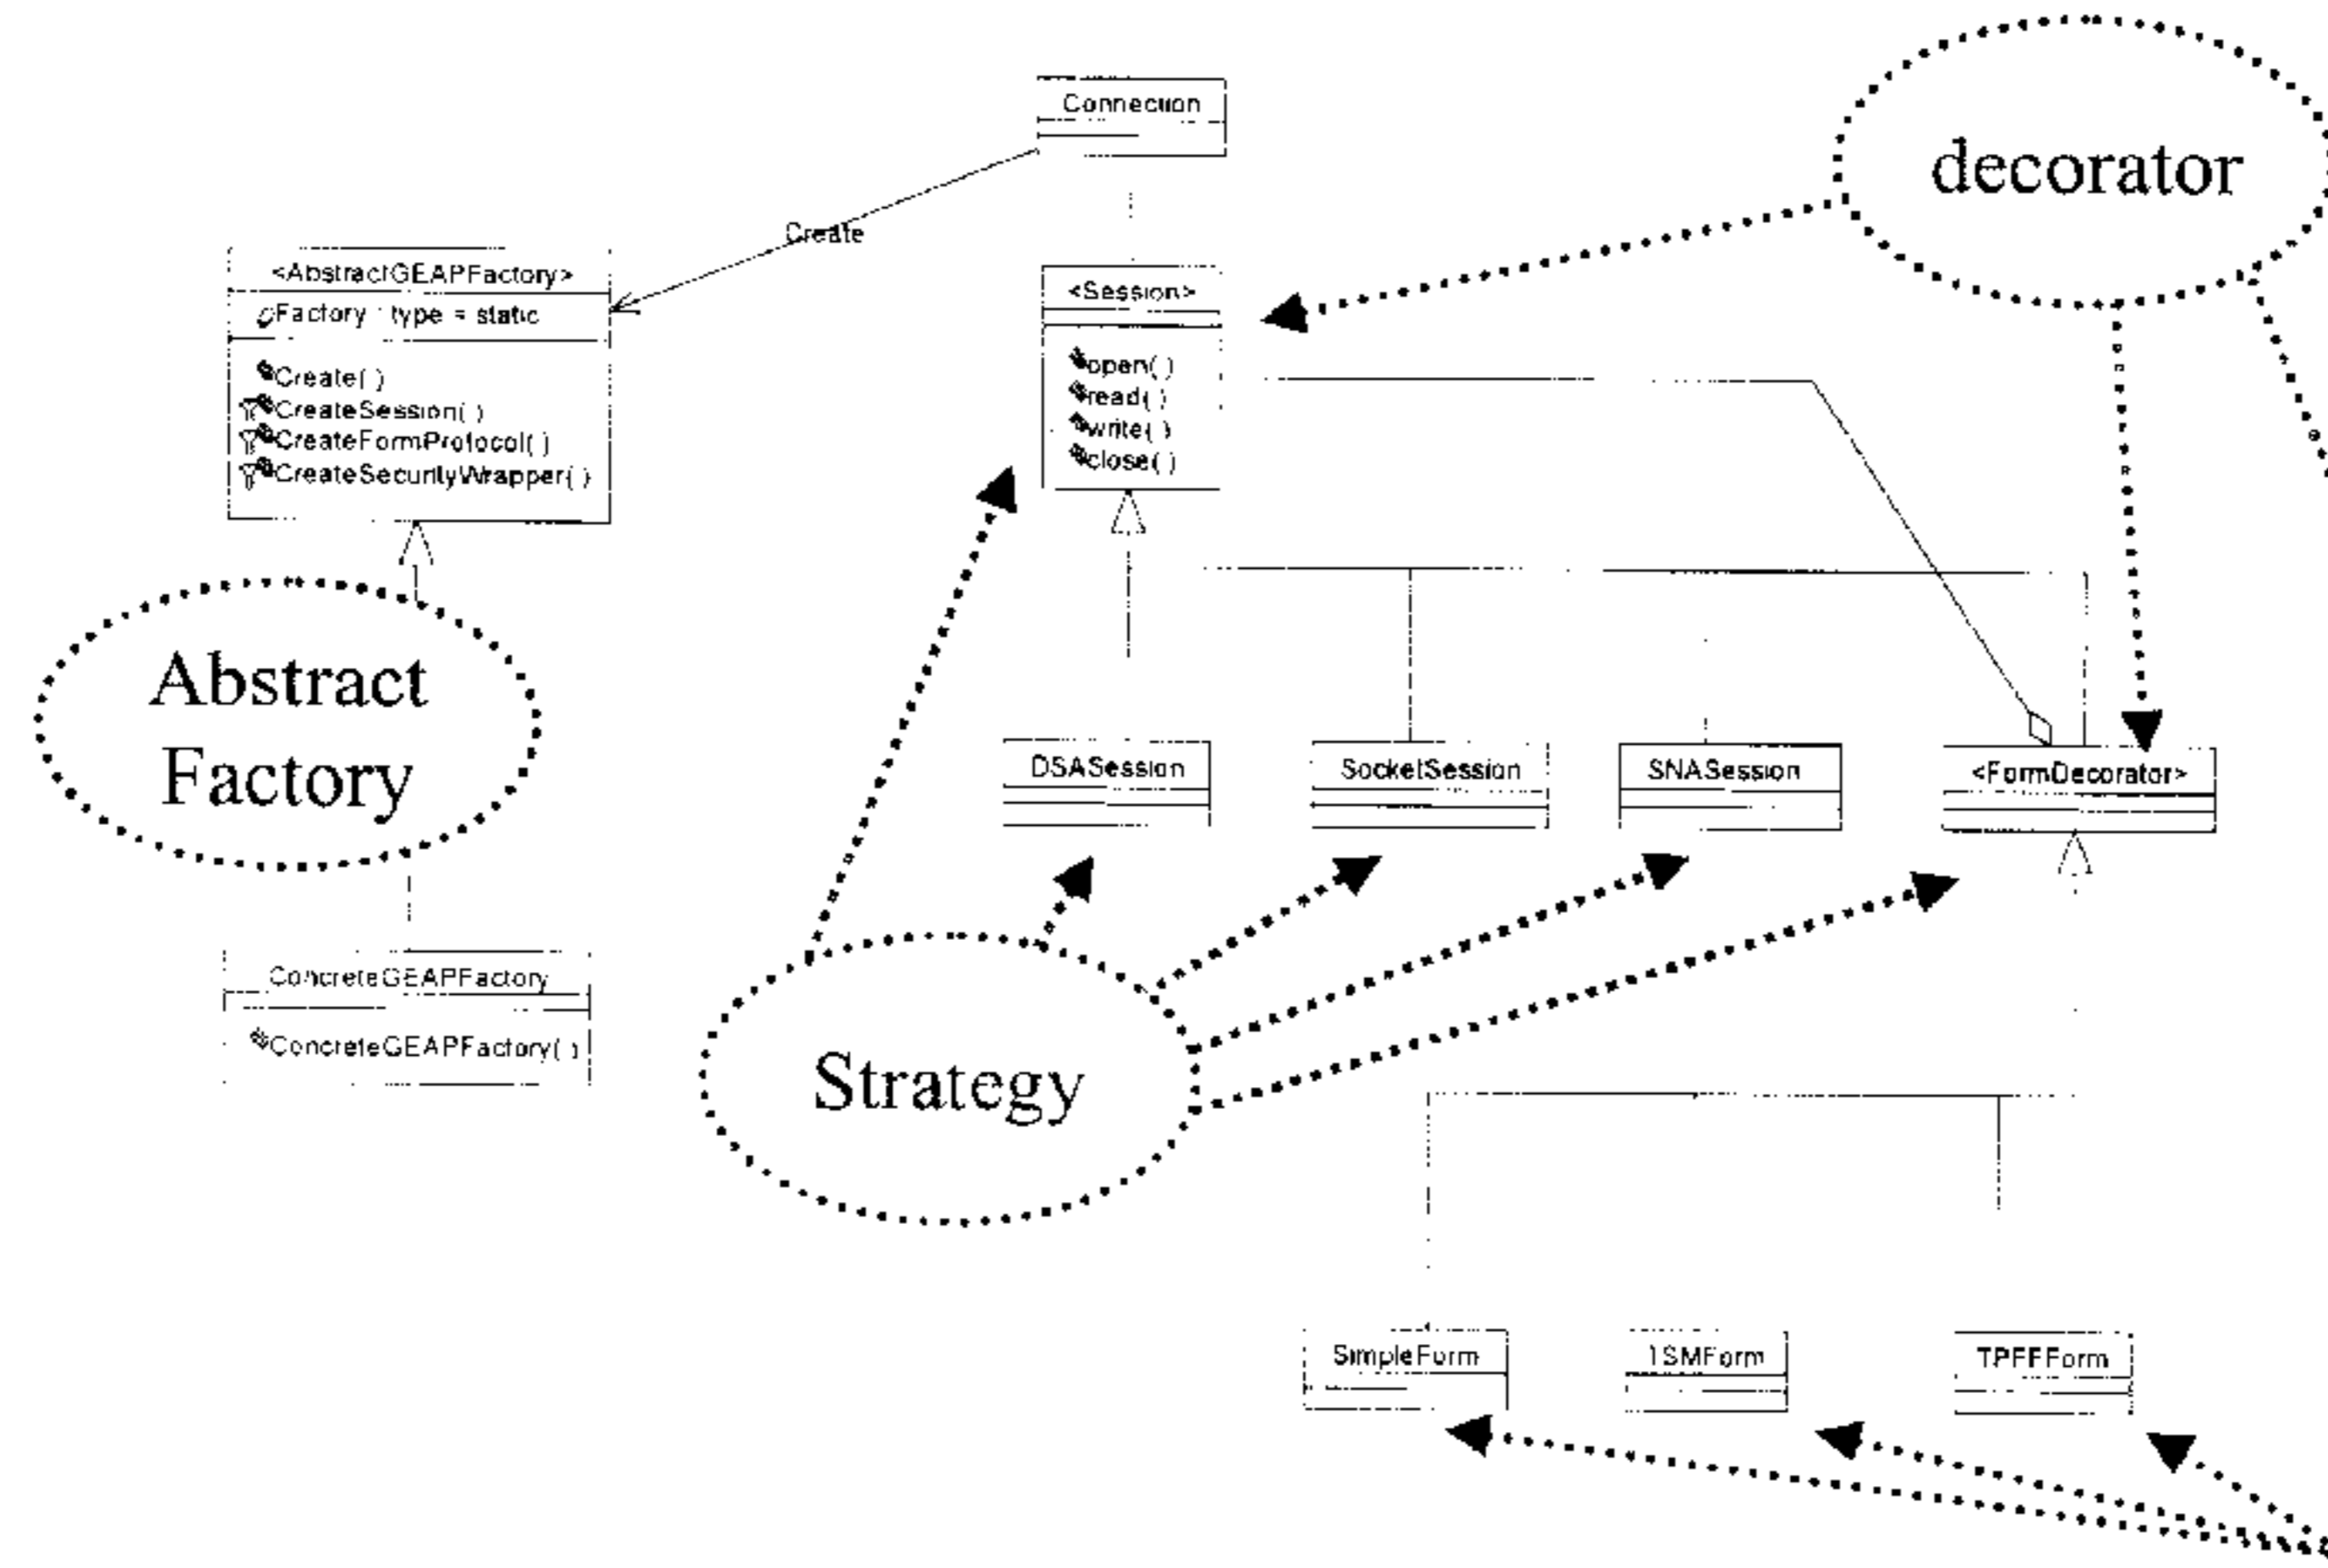 Connection
decorator
Create
<AbstractGEAPFactory>
Factory : type = static
Create( )
CreateSession( )
CreateFormProtocol( )
CreateSecurityWrapper( )
<Session>
open( )
read( )
write( )
close( )
Abstract
Factory
DSASession
SocketSession
SNASession
<FormDecorator>
ConcreteGEAPFactory
ConcreteGEAPFactory( )
Strategy
SimpleForm
TPFFForm